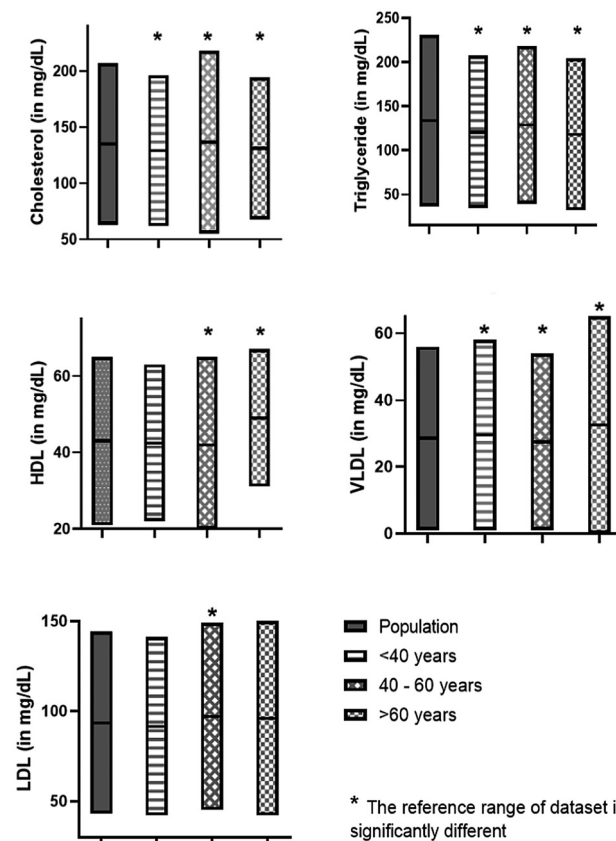 Cholesterol (in mg/dL)
200
150
100
50
* * *
Triglyceride (in mg/dL)
250
200
150
100
50
* * *
HDL (in mg/dL)
60
40
20
* *
VLDL (in mg/dL)
60
40
20
0
* * *
LDL (in mg/dL)
150
100
50
*
Population
<40 years
40 - 60 years
>60 years
* The reference range of dataset i
significantly different